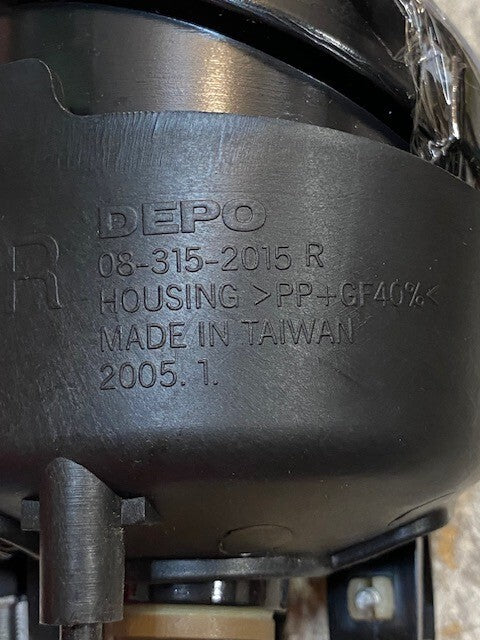 DEPO
08-315-2015 R
R
HOUSING >PP+GF40%<
MADE IN TAIWAN
2005. 1.